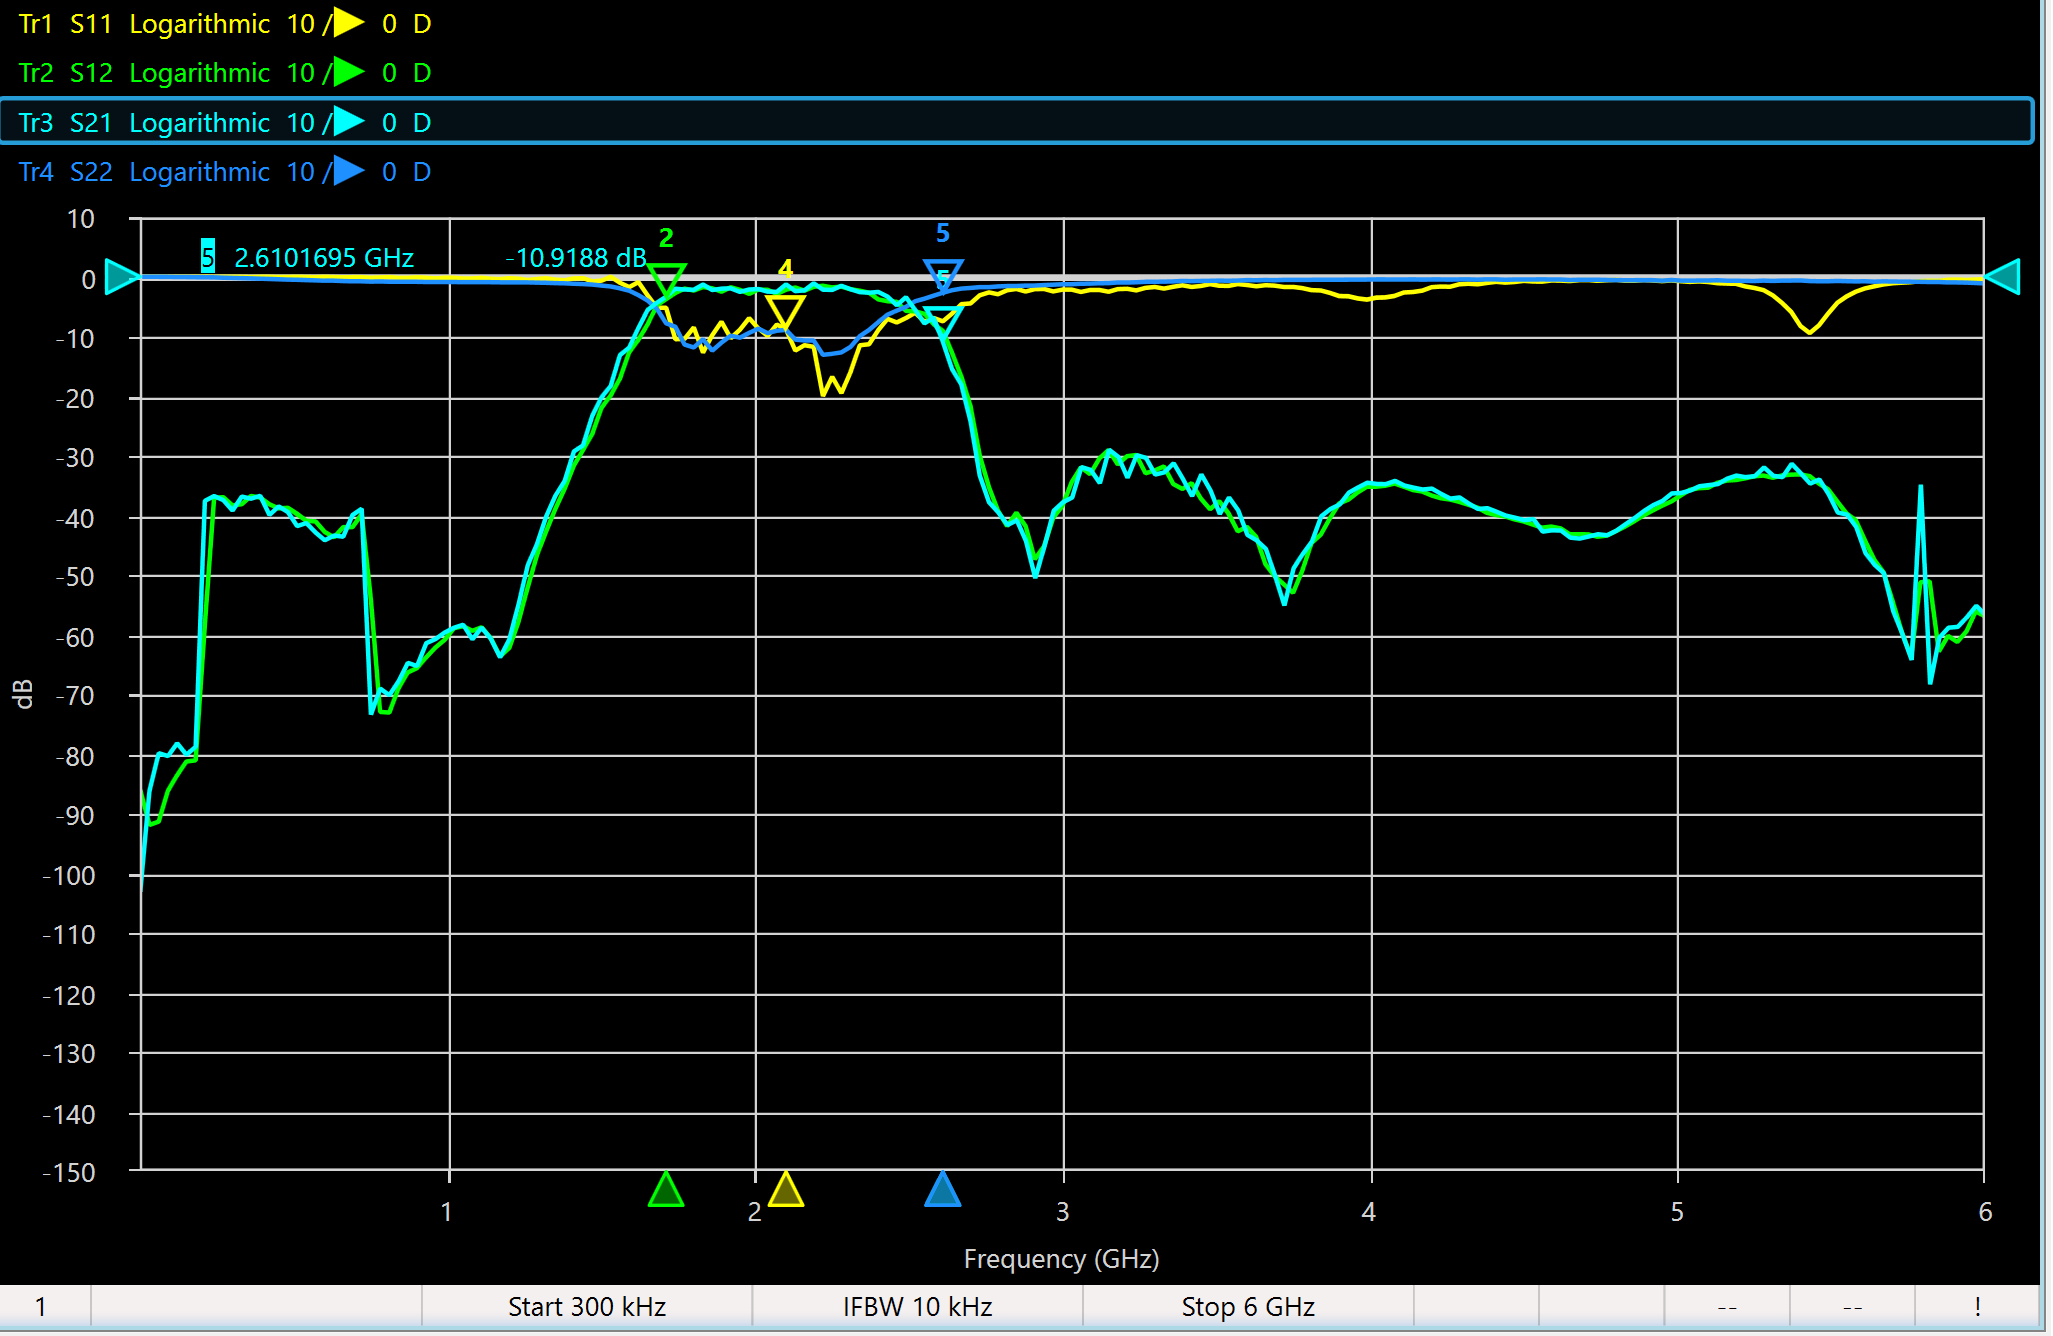 Tr1 S11 Logarithmic 10 / 0 D
Tr2 S12 Logarithmic 10 / 0 D
Tr3 S21 Logarithmic 10 / 0 D
Tr4 S22 Logarithmic 10 / 0 D
10
5 2.6101695 GHz -10.9188 dB
2
4
5
5
0
-10
-20
-30
-40
-50
-60
-70
-80
-90
-100
-110
-120
-130
-140
-150
dB
1 2 3 4 5 6
Frequency (GHz)
1 Start 300 kHz IFBW 10 kHz Stop 6 GHz -- -- !